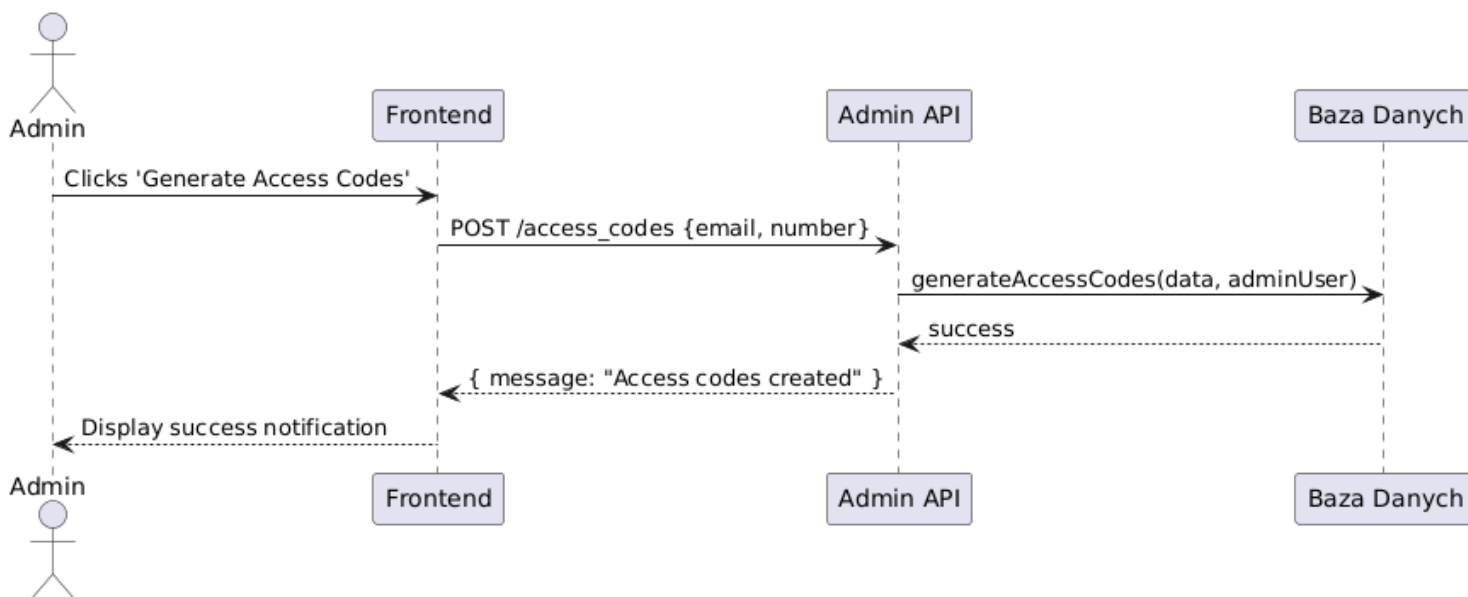 Admin
Frontend
Admin API
Baza Danych
Clicks 'Generate Access Codes'
POST /access_codes {email, number}
generateAccessCodes(data, adminUser)
success
{ message: "Access codes created" }
Display success notification
Admin
Frontend
Admin API
Baza Danych